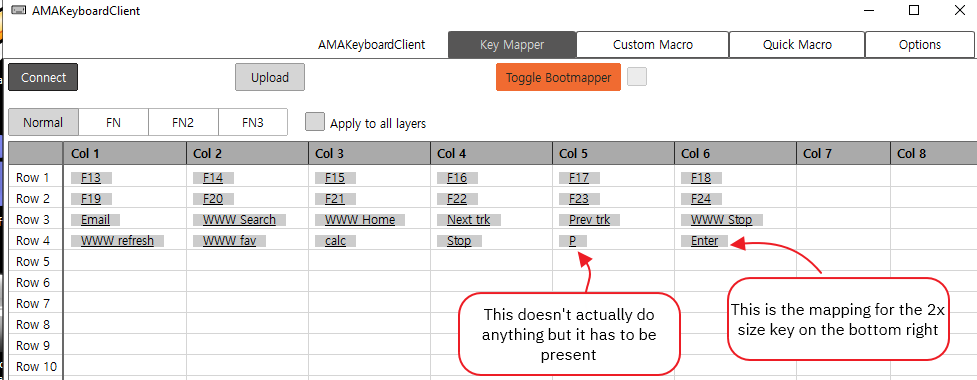 AMAKeyboardClient
AMAKeyboardClient Key Mapper Custom Macro Quick Macro Options
Connect Upload Toggle Bootmapper
Normal FN FN2 FN3 Apply to all layers
Col 1 Col 2 Col 3 Col 4 Col 5 Col 6 Col 7 Col 8
Row 1 F13 F14 F15 F16 F17 F18
Row 2 F19 F20 F21 F22 F23 F24
Row 3 Email WWW Search WWW Home Next trk Prev trk WWW Stop
Row 4 WWW refresh WWW fav calc Stop P Enter
Row 5
Row 6
Row 7
Row 8
Row 9
Row 10
This doesn't actually do
anything but it has to be
present
This is the mapping for the 2x
size key on the bottom right